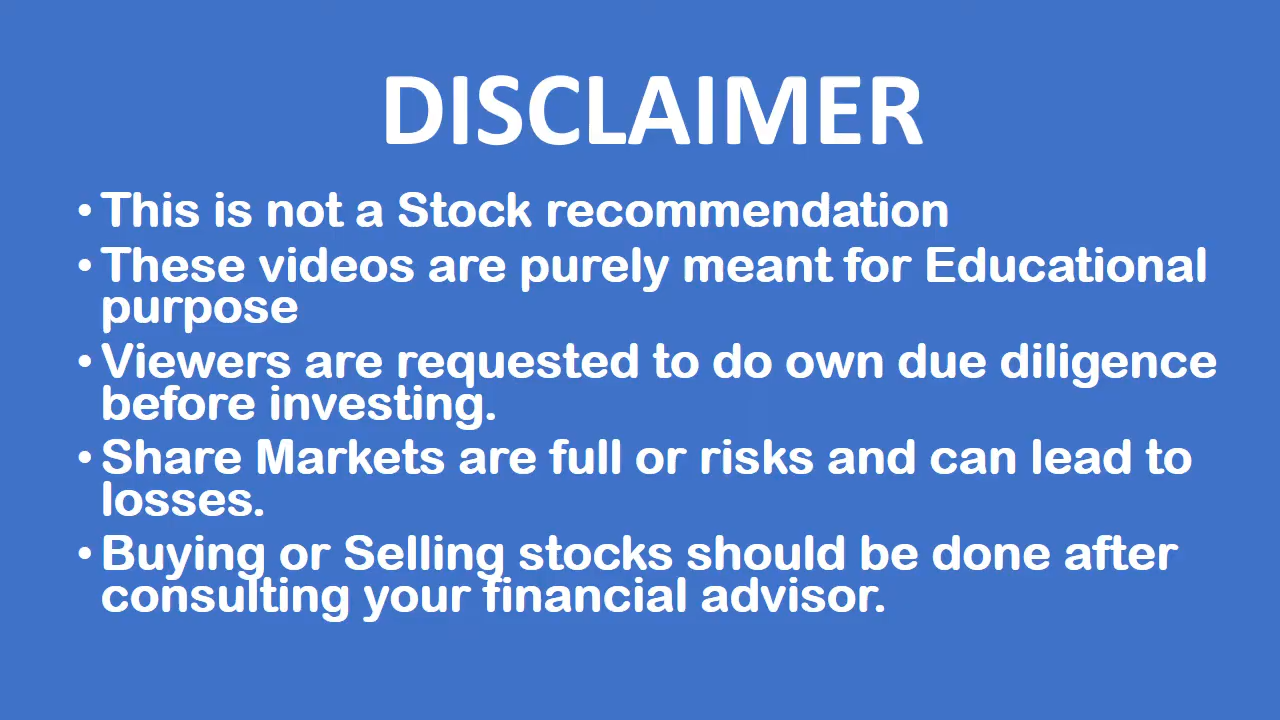 DISCLAIMER
• This is not a Stock recommendation
• These videos are purely meant for Educational
purpose
• Viewers are requested to do own due diligence
before investing.
• Share Markets are full or risks and can lead to
losses.
• Buying or Selling stocks should be done after
consulting your financial advisor.